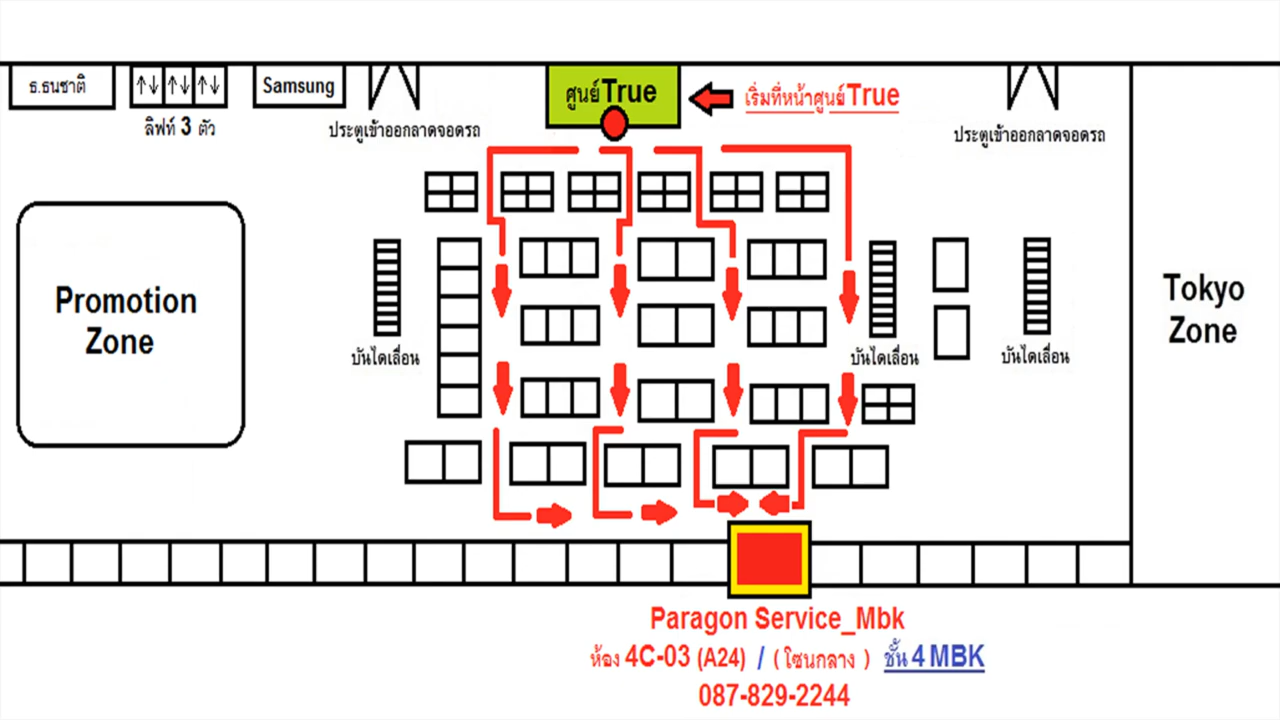 ธ.ธนชาติ
ลิฟท์ 3 ตัว
Samsung
ประตูเข้าออกลาดจอดรถ
ศูนย์True
เริ่มที่หน้าศูนย์True
ประตูเข้าออกลาดจอดรถ
Promotion
Zone
บันไดเลื่อน
บันไดเลื่อน
บันไดเลื่อน
Tokyo
Zone
Paragon Service_Mbk
ห้อง 4C-03 (A24) / ( โซนกลาง ) ชั้น 4 MBK
087-829-2244